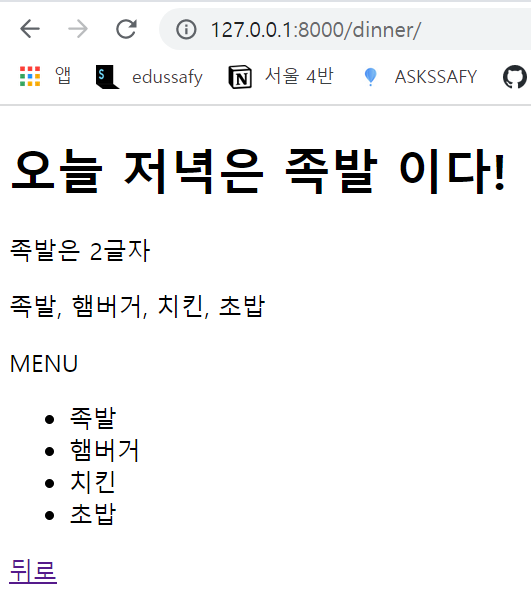 127.0.0.1:8000/dinner/
앱 edussafy 서울 4반 ASKSSAFY
오늘 저녁은 족발 이다!
족발은 2글자
족발, 햄버거, 치킨, 초밥
MENU
족발
햄버거
치킨
초밥
뒤로